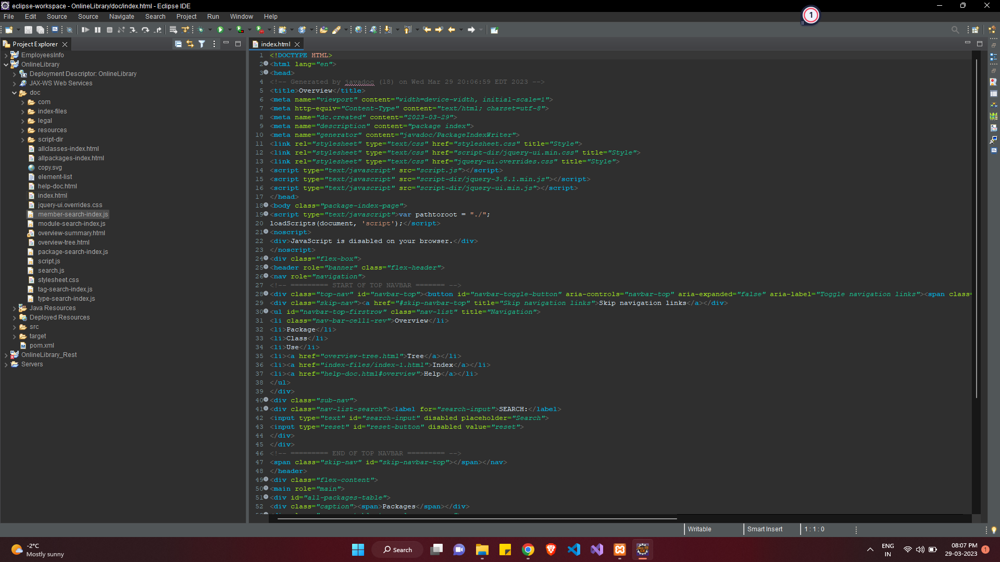 eclipse-workspace - OnlineLibrary/doc/index.html - Eclipse IDE
1
File Edit Source Source Navigate Search Project Run Window Help
Project Explorer
index.html
EmployeesInfo
OnlineLibrary
Deployment Descriptor: OnlineLibrary
JAX-WS Web Services
doc
com
index-files
legal
resources
script-dir
allclasses-index.html
allpackages-index.html
copy.svg
element-list
help-doc.html
index.html
jquery-ui.overrides.css
member-search-index.js
module-search-index.js
overview-summary.html
overview-tree.html
package-search-index.js
script.js
search.js
stylesheet.css
tag-search-index.js
type-search-index.js
Java Resources
Deployed Resources
src
target
pom.xml
OnlineLibrary_Rest
Servers
1 <!DOCTYPE HTML>
2 <html lang="en">
3 <head>
4 <!-- Generated by javadoc (18) on Wed Mar 29 20:06:59 EDT 2023 -->
5 <title>Overview</title>
6 <meta name="viewport" content="width=device-width, initial-scale=1">
7 <meta http-equiv="Content-Type" content="text/html; charset=utf-8">
8 <meta name="dc.created" content="2023-03-29">
9 <meta name="description" content="package index">
10 <meta name="generator" content="javadoc/PackageIndexWriter">
11 <link rel="stylesheet" type="text/css" href="stylesheet.css" title="Style">
12 <link rel="stylesheet" type="text/css" href="script-dir/jquery-ui.min.css" title="Style">
13 <link rel="stylesheet" type="text/css" href="jquery-ui.overrides.css" title="Style">
14 <script type="text/javascript" src="script.js"></script>
15 <script type="text/javascript" src="script-dir/jquery-3.5.1.min.js"></script>
16 <script type="text/javascript" src="script-dir/jquery-ui.min.js"></script>
17 </head>
18 <body class="package-index-page">
19 <script type="text/javascript">var pathtoroot = "./";
20 loadScripts(document, 'script');</script>
21 <noscript>
22 <div>JavaScript is disabled on your browser.</div>
23 </noscript>
24 <div class="flex-box">
25 <header role="banner" class="flex-header">
26 <nav role="navigation">
27 <!-- ========= START OF TOP NAVBAR ======= -->
28 <div class="top-nav" id="navbar-top"><button id="navbar-toggle-button" aria-controls="navbar-top" aria-expanded="false" aria-label="Toggle navigation links"><span class=
29 <div class="skip-nav"><a href="#skip-navbar-top" title="Skip navigation links">Skip navigation links</a></div>
30 <ul id="navbar-top-firstrow" class="nav-list" title="Navigation">
31 <li class="nav-bar-cell1-rev">Overview</li>
32 <li>Package</li>
33 <li>Class</li>
34 <li>Use</li>
35 <li><a href="overview-tree.html">Tree</a></li>
36 <li><a href="index-files/index-1.html">Index</a></li>
37 <li><a href="help-doc.html#overview">Help</a></li>
38 </ul>
39 </div>
40 <div class="sub-nav">
41 <div class="nav-list-search"><label for="search-input">SEARCH:</label>
42 <input type="text" id="search-input" disabled placeholder="Search">
43 <input type="reset" id="reset-button" disabled value="reset">
44 </div>
45 </div>
46 <!-- ========= END OF TOP NAVBAR ========= -->
47 <span class="skip-nav" id="skip-navbar-top"></span></nav>
48 </header>
49 <div class="flex-content">
50 <main role="main">
51 <div id="all-packages-table">
52 <div class="caption"><span>Packages</span></div>
Writable Smart Insert 1 : 1 : 0
-2°C
Mostly sunny
Search
ENG
IN
08:07 PM
29-03-2023
1